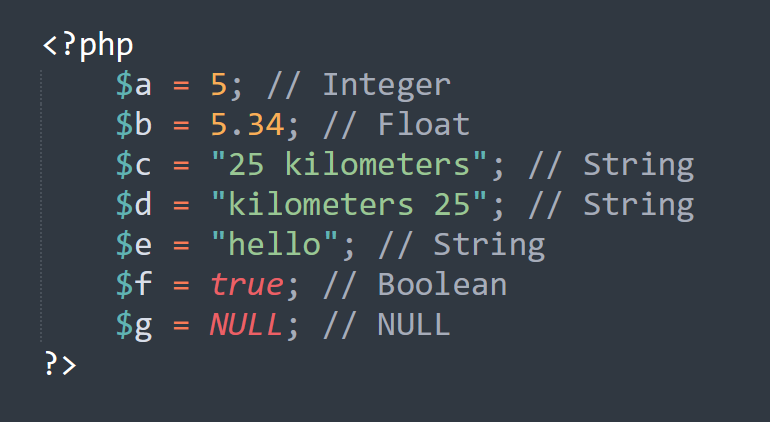 <?php
$a = 5; // Integer
$b = 5.34; // Float
$c = "25 kilometers"; // String
$d = "kilometers 25"; // String
$e = "hello"; // String
$f = true; // Boolean
$g = NULL; // NULL
?>